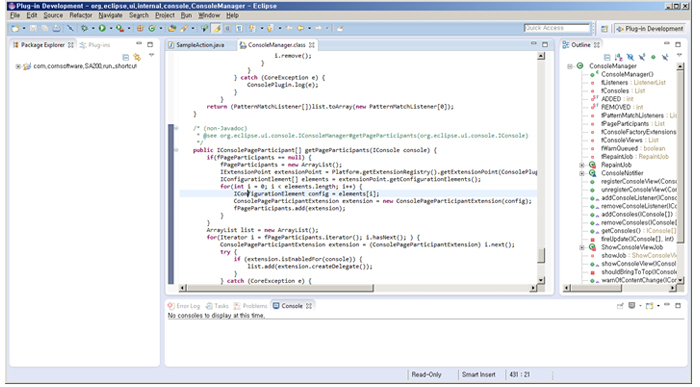 Plug-in Development - org.eclipse.ui.internal.console.ConsoleManager - Eclipse
File Edit Source Refactor Navigate Search Project Run Window Help
Quick Access
Plug-in Development
Package Explorer Plug-ins
com.comsoftware.SA200.run_shortcut
SampleAction.java ConsoleManager.class
i.remove();
}
}
} catch (CoreException e) {
ConsolePlugin.log(e);
}
}
return (PatternMatchListener[])list.toArray(new PatternMatchListener[0]);
}
/* (non-Javadoc)
* @see org.eclipse.ui.console.IConsoleManager#getPageParticipants(org.eclipse.ui.console.IConsole)
*/
public IConsolePageParticipant[] getPageParticipants(IConsole console) {
if(fPageParticipants == null) {
fPageParticipants = new ArrayList();
IExtensionPoint extensionPoint = Platform.getExtensionRegistry().getExtensionPoint(ConsolePlug
IConfigurationElement[] elements = extensionPoint.getConfigurationElements();
for(int i = 0; i < elements.length; i++) {
IConfigurationElement config = elements[i];
ConsolePageParticipantExtension extension = new ConsolePageParticipantExtension(config);
fPageParticipants.add(extension);
}
}
ArrayList list = new ArrayList();
for(Iterator i = fPageParticipants.iterator(); i.hasNext(); ) {
ConsolePageParticipantExtension extension = (ConsolePageParticipantExtension) i.next();
try {
if (extension.isEnabledFor(console)) {
list.add(extension.createDelegate());
}
} catch (CoreException e) {
Outline
ConsoleManager
ConsoleManager()
fListeners : ListenerList
fConsoles : List
ADDED : int
REMOVED : int
fPatternMatchListeners : List
fPageParticipants : List
fConsoleFactoryExtensions
fConsoleViews : List
fWarnQueued : boolean
fRepaintJob : RepaintJob
RepaintJob
ConsoleNotifier
registerConsoleView(Consol
unregisterConsoleView(Cons
addConsoleListener(IConsol
removeConsoleListener(ICon
addConsoles(IConsole[])
removeConsoles(IConsole[])
getConsoles() : IConsole[]
fireUpdate(IConsole[], int)
ShowConsoleViewJob
showJob : ShowConsoleView
showConsoleView(IConsole)
shouldBringToTop(IConsole
warnOfContentChange(ICon
Error Log Tasks Problems Console
No consoles to display at this time.
Read-Only Smart Insert 431 : 21